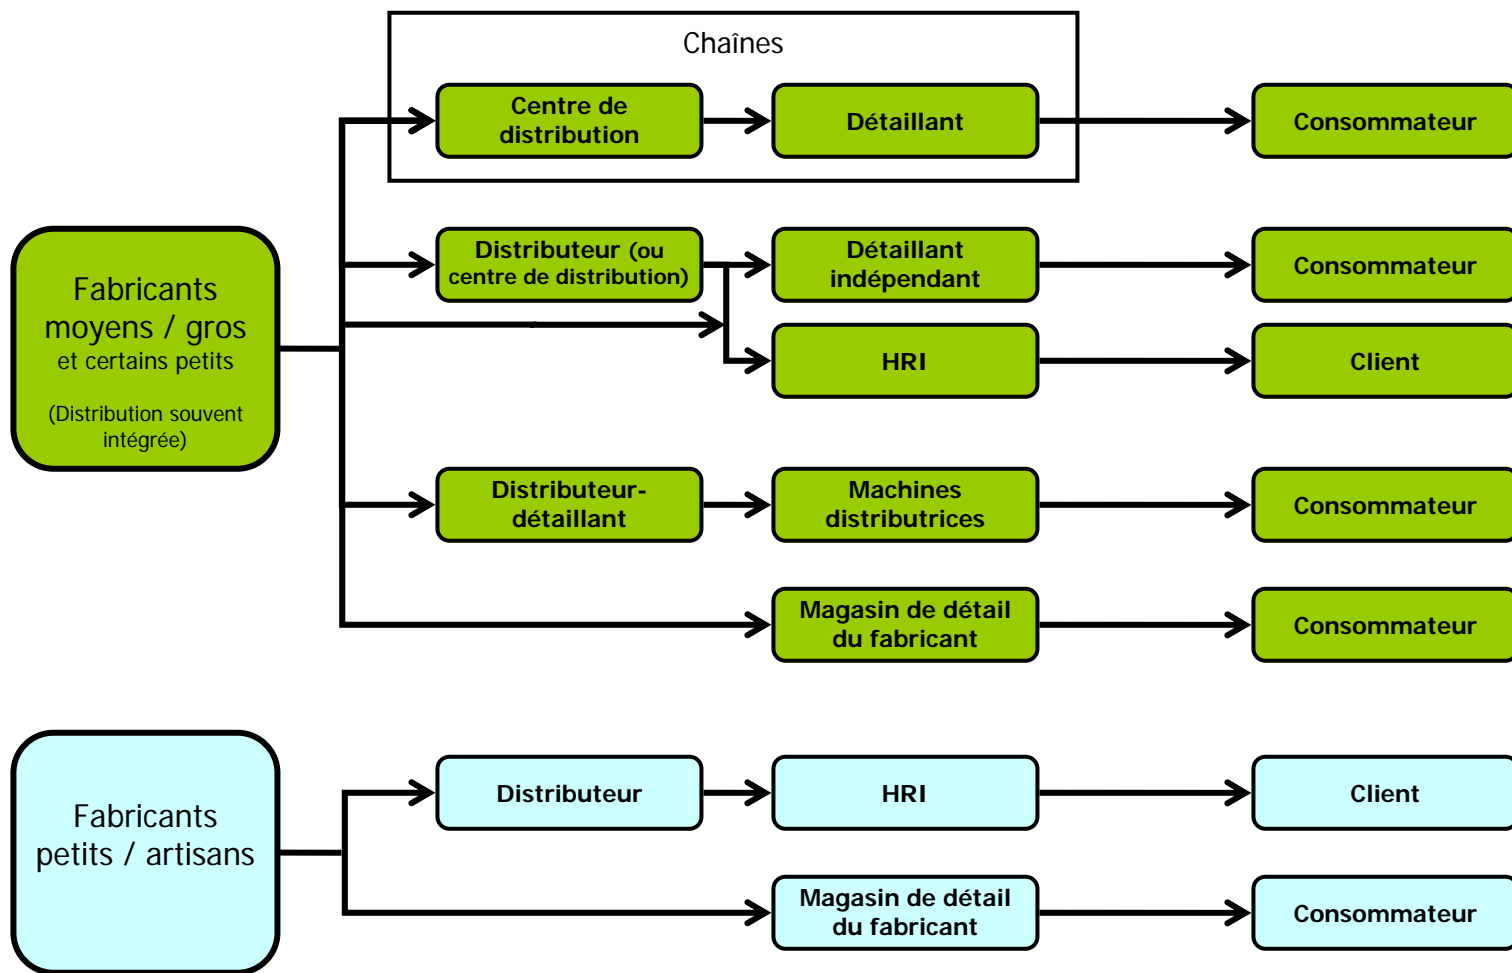 Chaînes
Centre de
distribution
Détaillant
Consommateur
Fabricants
moyens / gros
et certains petits
(Distribution souvent
intégrée)
Distributeur (ou
centre de distribution)
Détaillant
indépendant
Consommateur
HRI
Client
Distributeur-
détaillant
Machines
distributrices
Consommateur
Magasin de détail
du fabricant
Consommateur
Fabricants
petits / artisans
Distributeur
HRI
Client
Magasin de détail
du fabricant
Consommateur